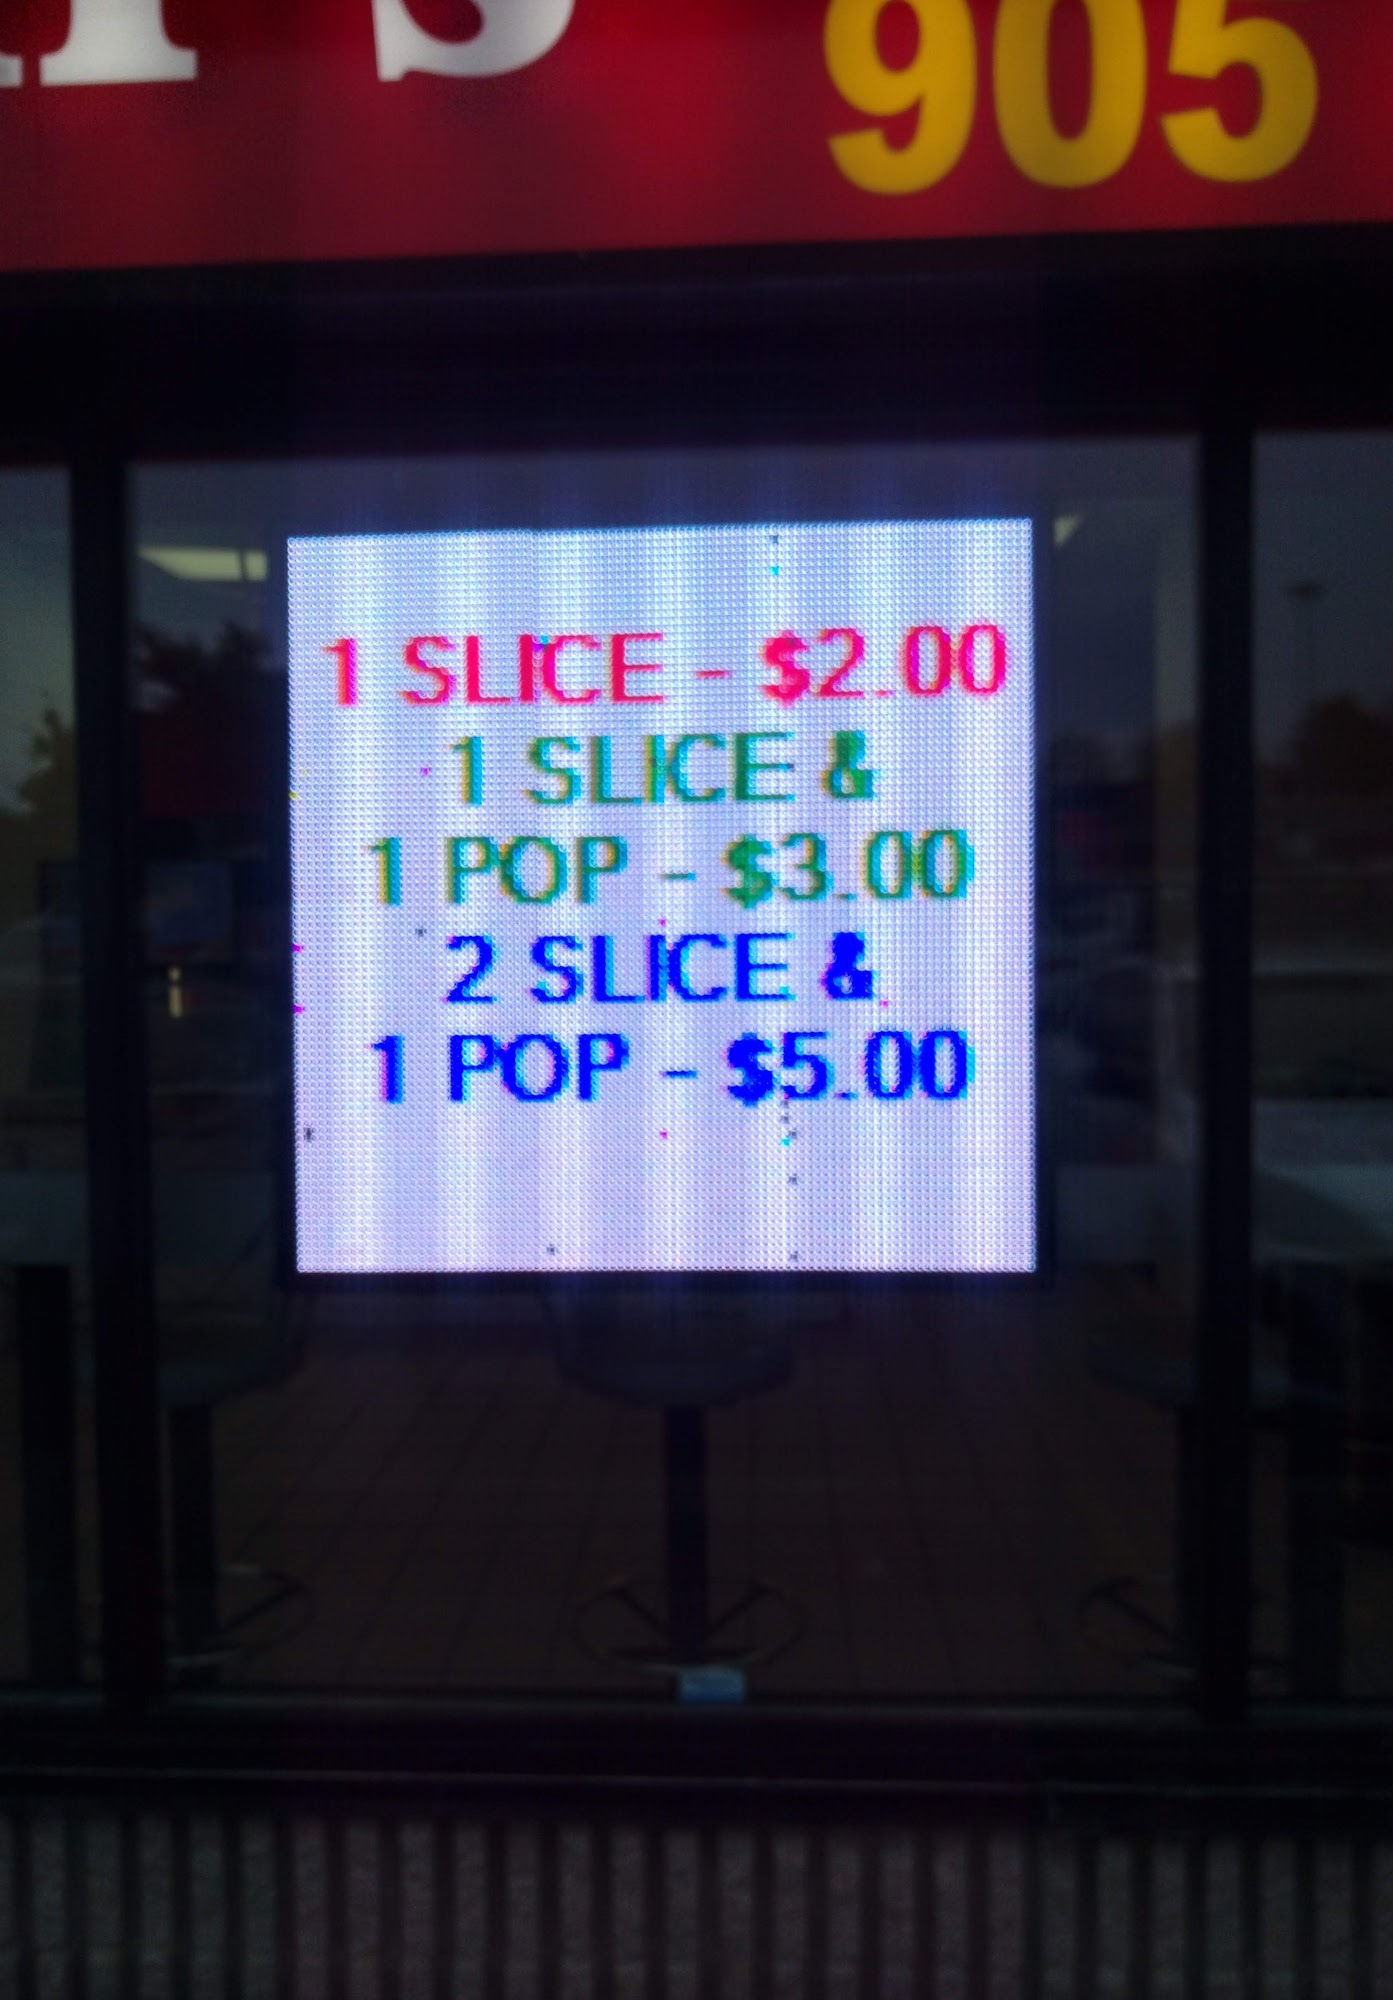 905
1 SLICE - $2.00
1 SLICE &
1 POP - $3.00
2 SLICE &
1 POP - $5.00